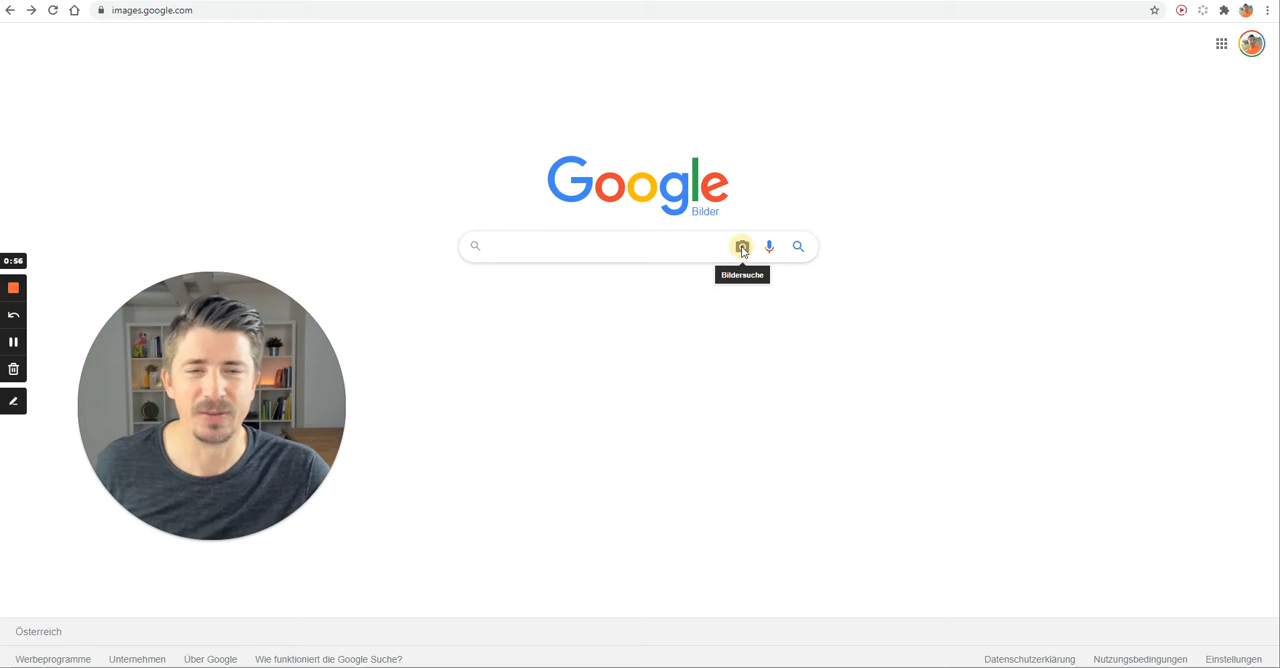 images.google.com
Google
Bilder
Bildersuche
0:56
Österreich
Werbeprogramme Unternehmen Über Google Wie funktioniert die Google Suche? Datenschutzerklärung Nutzungsbedingungen Einstellungen